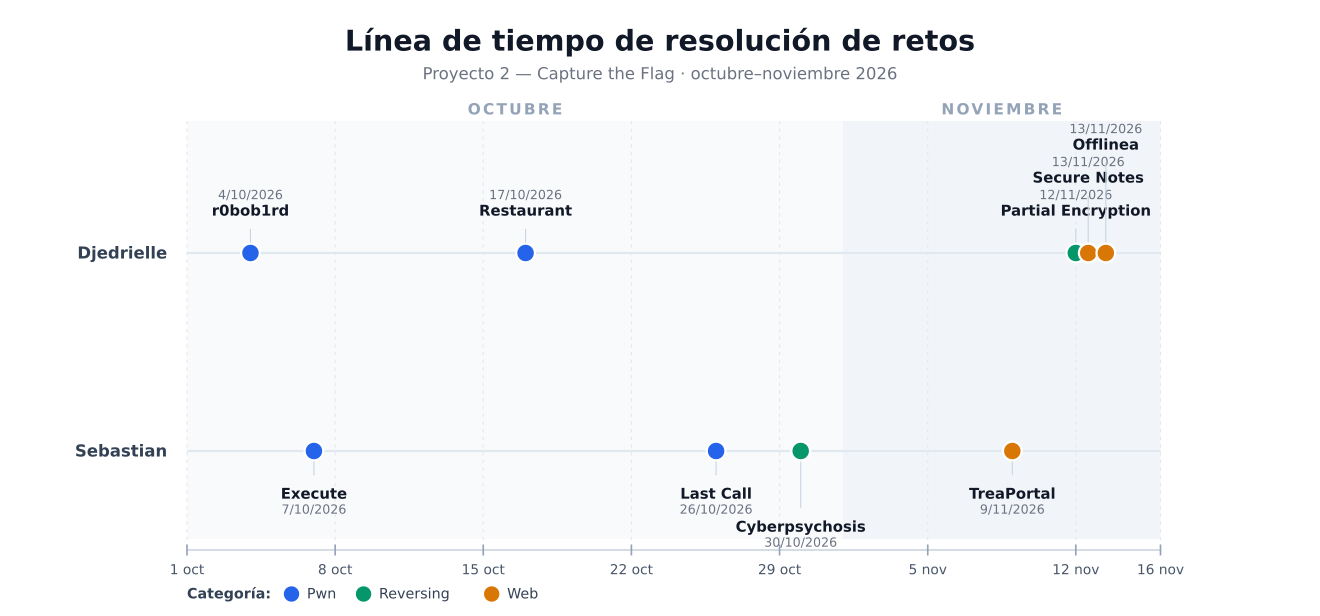 Línea de tiempo de resolución de retos
Proyecto 2 — Capture the Flag · octubre–noviembre 2026
OCTUBRE
NOVIEMBRE
13/11/2026
Offlinea
13/11/2026
Secure Notes
4/10/2026
r0bob1rd
17/10/2026
Restaurant
12/11/2026
Partial Encryption
Djedrielle
Sebastian
Execute
7/10/2026
Last Call
26/10/2026
Cyberpsychosis
30/10/2026
TreaPortal
9/11/2026
1 oct
8 oct
15 oct
22 oct
29 oct
5 nov
12 nov
16 nov
Categoría:
Pwn
Reversing
Web